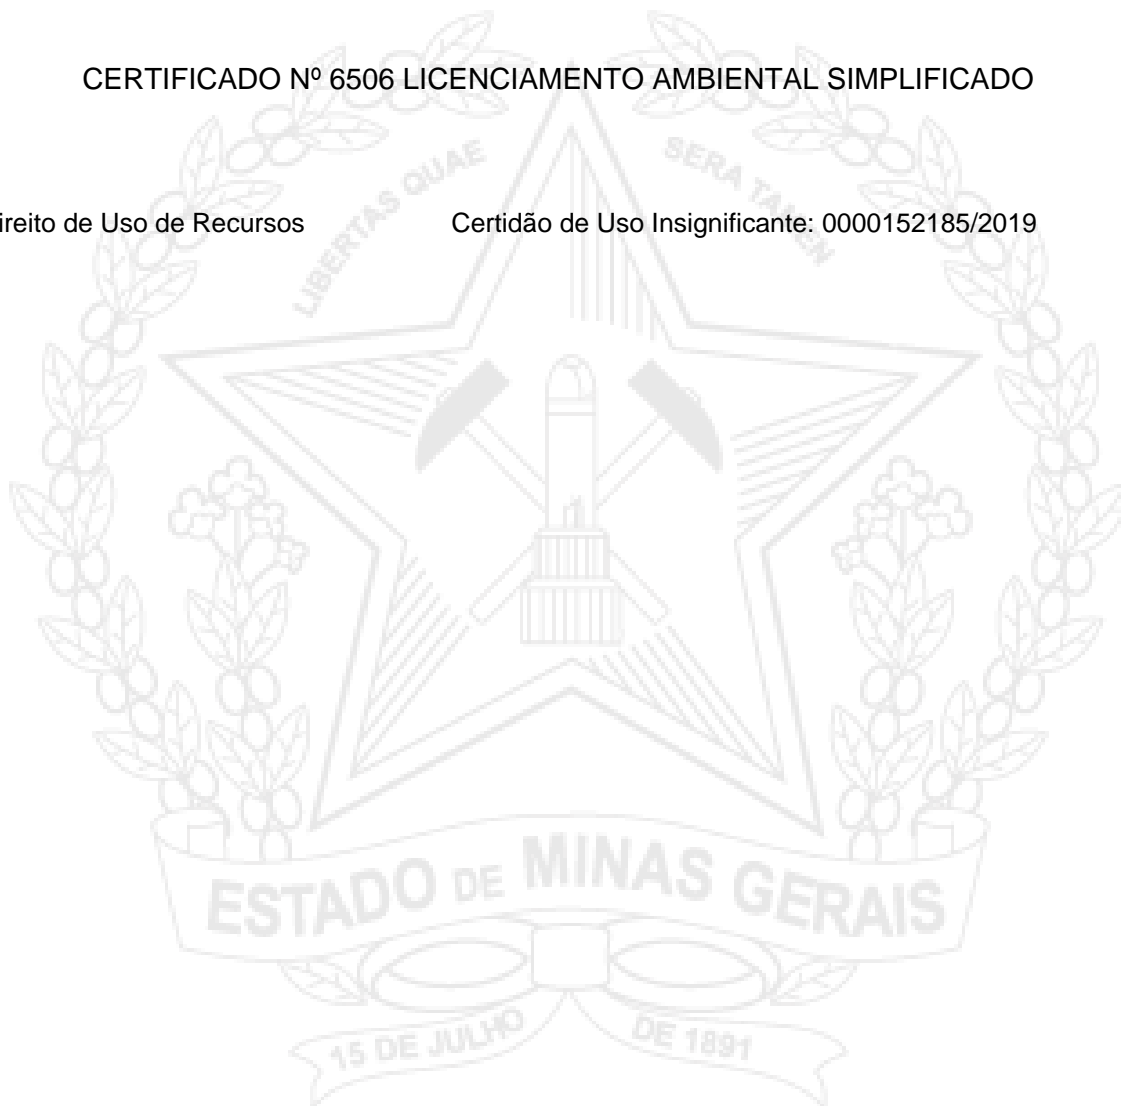 CERTIFICADO Nº 6506 LICENCIAMENTO AMBIENTAL SIMPLIFICADO
LIBERTAS QUAE SERA TAMEN
ireito de Uso de Recursos Certidão de Uso Insignificante: 0000152185/2019
ESTADO DE MINAS GERAIS
15 DE JULHO DE 1891